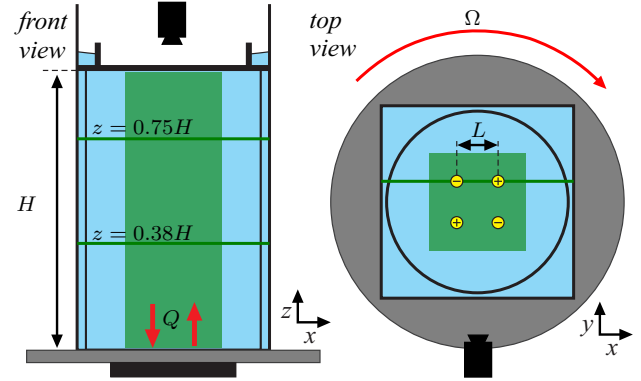 front
view
z = 0.75H
H
z = 0.38H
Q
z
x
top
view
Ω
L
− +
+ −
y
x